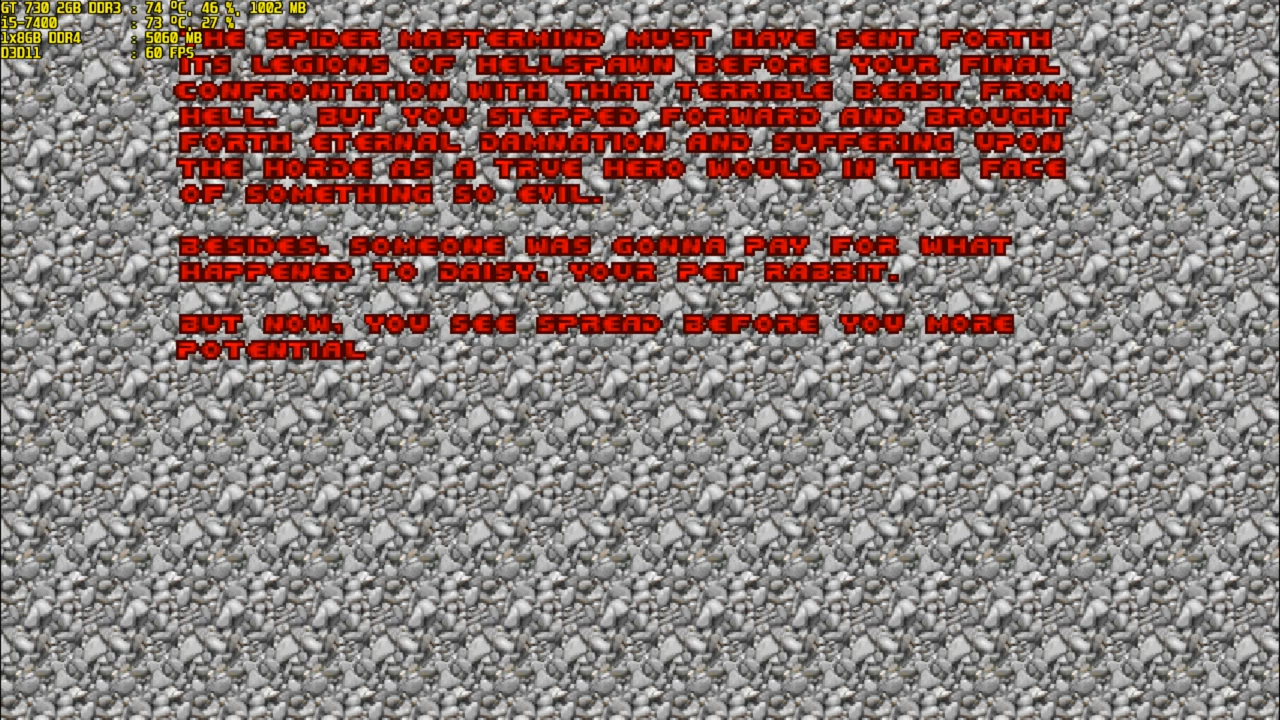 GT 730 2GB DDR3 : 74 ºC, 46 %, 1002 MB
i5-7400 : 73 ºC, 27 %
1x8GB DDR4 : 5060 MB
D3D11 : 60 FPS
THE SPIDER MASTERMIND MUST HAVE SENT FORTH
ITS LEGIONS OF HELLSPAWN BEFORE YOUR FINAL
CONFRONTATION WITH THAT TERRIBLE BEAST FROM
HELL. BUT YOU STEPPED FORWARD AND BROUGHT
FORTH ETERNAL DAMNATION AND SUFFERING UPON
THE HORDE AS A TRUE HERO WOULD IN THE FACE
OF SOMETHING SO EVIL.
BESIDES, SOMEONE WAS GONNA PAY FOR WHAT
HAPPENED TO DAISY, YOUR PET RABBIT.
BUT NOW, YOU SEE SPREAD BEFORE YOU MORE
POTENTIAL